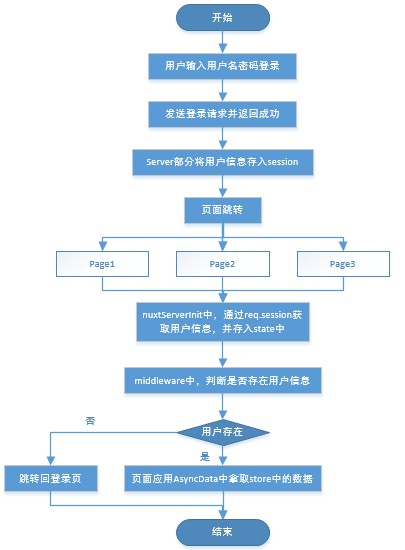 开始
用户输入用户名密码登录
发送登录请求并返回成功
Server部分将用户信息存入session
页面跳转
Page1
Page2
Page3
nuxtServerInit中，通过req.session获
取用户信息，并存入state中
middleware中，判断是否存在用户信息
用户存在
否
是
跳转回登录页
页面应用AsyncData中拿取store中的数据
结束